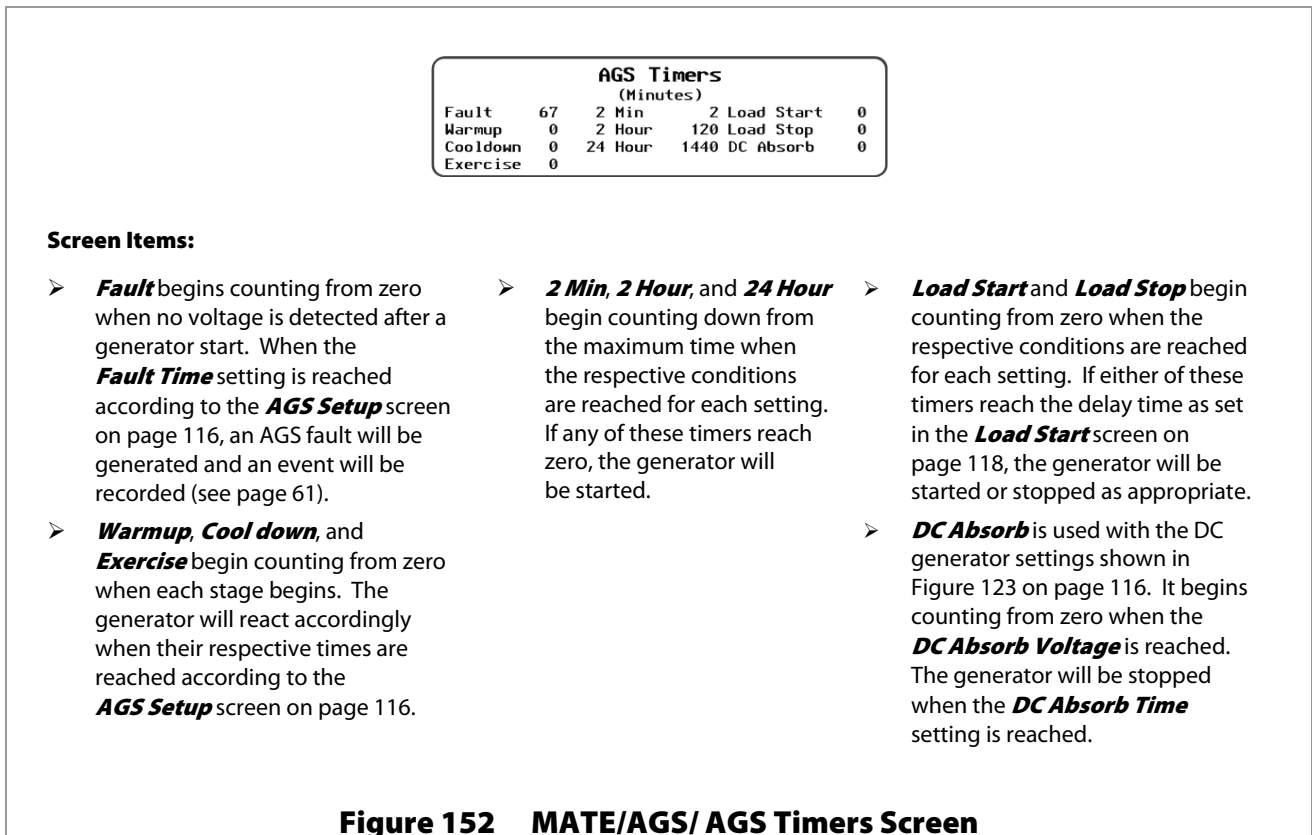 AGS Timers
(Minutes)
Fault 67 2 Min 2 Load Start 0
Warmup 0 2 Hour 120 Load Stop 0
Cooldown 0 24 Hour 1440 DC Absorb 0
Exercise 0
Screen Items:
➢ Fault begins counting from zero
when no voltage is detected after a
generator start. When the
Fault Time setting is reached
according to the AGS Setup screen
on page 116, an AGS fault will be
generated and an event will be
recorded (see page 61).
➢ Warmup, Cool down, and
Exercise begin counting from zero
when each stage begins. The
generator will react accordingly
when their respective times are
reached according to the
AGS Setup screen on page 116.
➢ 2 Min, 2 Hour, and 24 Hour
begin counting down from
the maximum time when
the respective conditions
are reached for each setting.
If any of these timers reach
zero, the generator will
be started.
➢ Load Start and Load Stop begin
counting from zero when the
respective conditions are reached
for each setting. If either of these
timers reach the delay time as set
in the Load Start screen on
page 118, the generator will be
started or stopped as appropriate.
➢ DC Absorb is used with the DC
generator settings shown in
Figure 123 on page 116. It begins
counting from zero when the
DC Absorb Voltage is reached.
The generator will be stopped
when the DC Absorb Time
setting is reached.
Figure 152 MATE/AGS/ AGS Timers Screen